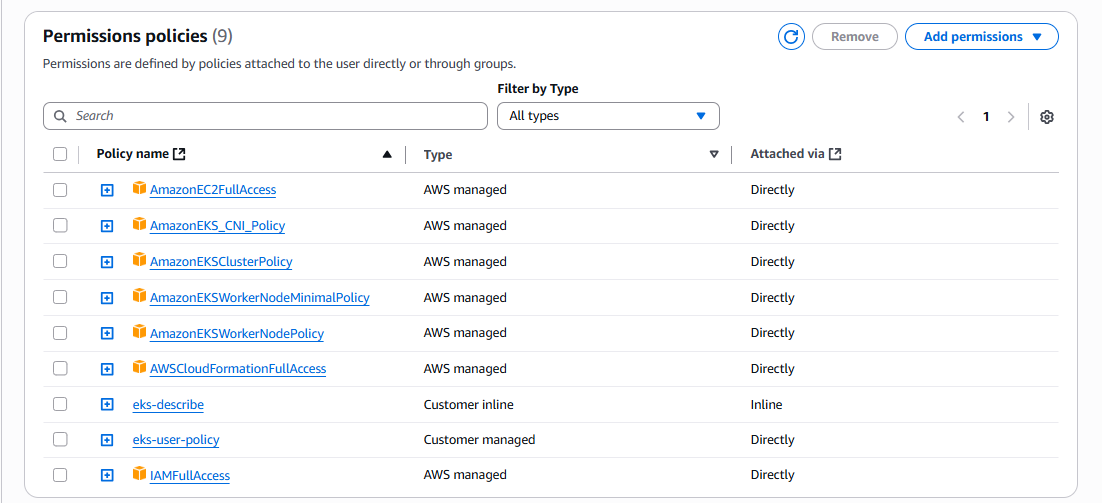 Permissions policies (9)
Remove
Add permissions
Permissions are defined by policies attached to the user directly or through groups.
Filter by Type
Search
All types
1
Policy name Type Attached via
AmazonEC2FullAccess AWS managed Directly
AmazonEKS_CNI_Policy AWS managed Directly
AmazonEKSClusterPolicy AWS managed Directly
AmazonEKSWorkerNodeMinimalPolicy AWS managed Directly
AmazonEKSWorkerNodePolicy AWS managed Directly
AWSCloudFormationFullAccess AWS managed Directly
eks-describe Customer inline Inline
eks-user-policy Customer managed Directly
IAMFullAccess AWS managed Directly